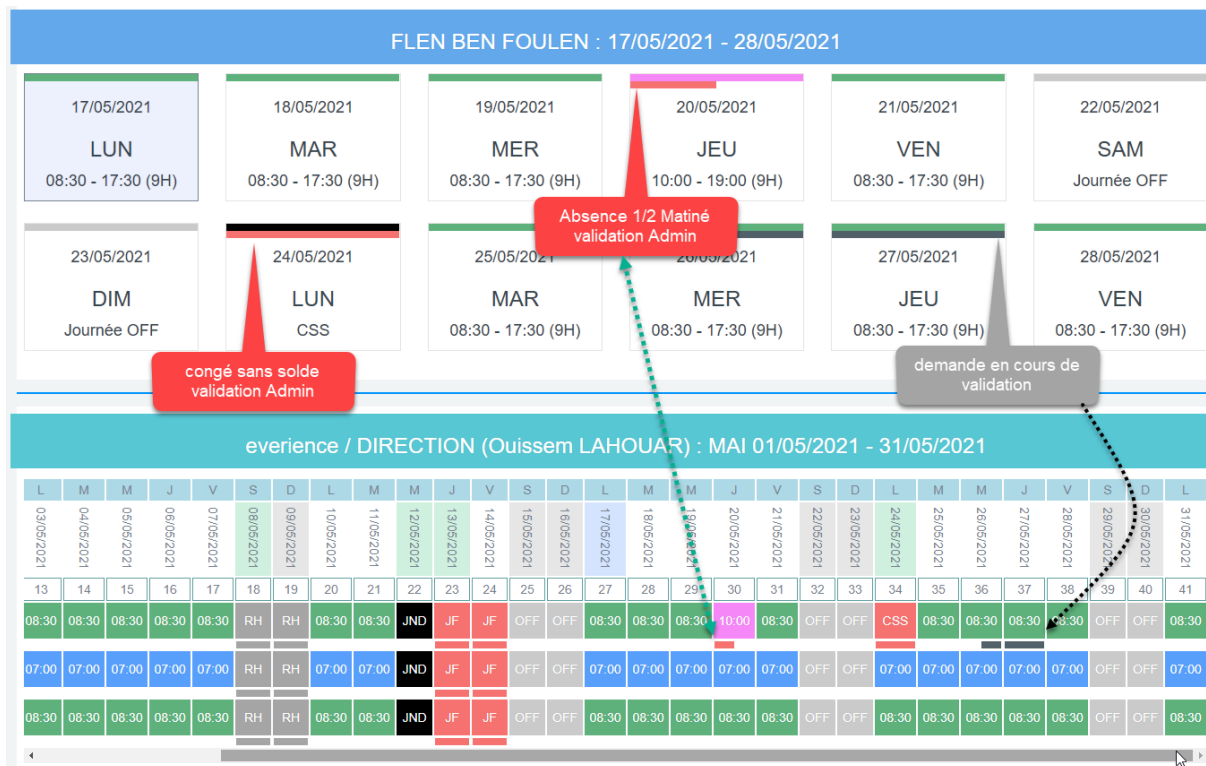 FLEN BEN FOULEN : 17/05/2021 - 28/05/2021
17/05/2021 18/05/2021 19/05/2021 20/05/2021 21/05/2021 22/05/2021
LUN MAR MER JEU VEN SAM
08:30 - 17:30 (9H) 08:30 - 17:30 (9H) 08:30 - 17:30 (9H) 10:00 - 19:00 (9H) 08:30 - 17:30 (9H) Journée OFF
Absence 1/2 Matiné
validation Admin
23/05/2021 24/05/2021 25/05/2021 26/05/2021 27/05/2021 28/05/2021
DIM LUN MAR MER JEU VEN
Journée OFF CSS 08:30 - 17:30 (9H) 08:30 - 17:30 (9H) 08:30 - 17:30 (9H) 08:30 - 17:30 (9H)
congé sans solde
validation Admin
demande en cours de
validation
everience / DIRECTION (Ouissem LAHOUAR) : MAI 01/05/2021 - 31/05/2021
L M M J V S D L M M J V S D L M M J V S D L M M J V S D L
03/05/2021 04/05/2021 05/05/2021 06/05/2021 07/05/2021 08/05/2021 09/05/2021 10/05/2021 11/05/2021 12/05/2021 13/05/2021 14/05/2021 15/05/2021 16/05/2021 17/05/2021 18/05/2021 19/05/2021 20/05/2021 21/05/2021 22/05/2021 23/05/2021 24/05/2021 25/05/2021 26/05/2021 27/05/2021 28/05/2021 29/05/2021 30/05/2021 31/05/2021
13 14 15 16 17 18 19 20 21 22 23 24 25 26 27 28 29 30 31 32 33 34 35 36 37 38 39 40 41
08:30 08:30 08:30 08:30 08:30 RH RH 08:30 08:30 JND JF JF OFF OFF 08:30 08:30 08:30 10:00 08:30 OFF OFF CSS 08:30 08:30 08:30 08:30 OFF OFF 08:30
07:00 07:00 07:00 07:00 07:00 RH RH 07:00 07:00 JND JF JF OFF OFF 07:00 07:00 07:00 07:00 07:00 OFF OFF 07:00 07:00 07:00 07:00 07:00 OFF OFF 07:00
08:30 08:30 08:30 08:30 08:30 RH RH 08:30 08:30 JND JF JF OFF OFF 08:30 08:30 08:30 08:30 08:30 OFF OFF 08:30 08:30 08:30 08:30 08:30 OFF OFF 08:30